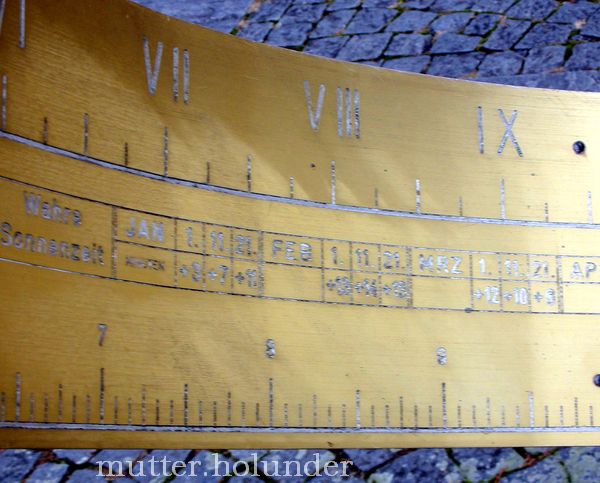 VI VII VIII IX
Wahre JAN 1. 11. 21. FEB 1. 11. 21. MRZ 1. 11. 21. AP
Sonnenzeit +3 +7 +11 +13 +14 +13 +12 +10 +8
7 8 9
mutter.holunder